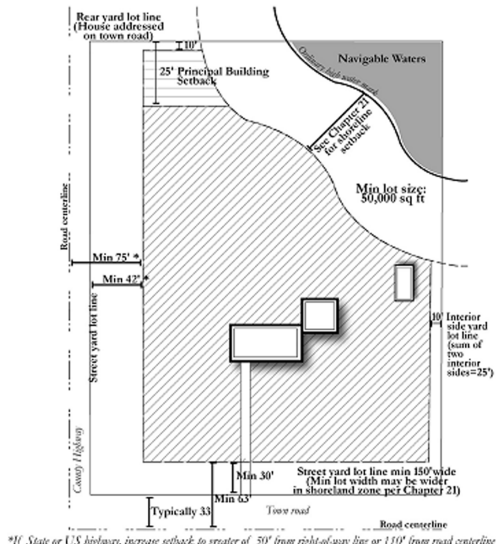 Rear yard lot line
(House addressed
on town road)
10'
Navigable Waters
Ordinary high water mark
25' Principal Building
Setback
See Chapter 21
for shoreline
setback
Min lot size:
50,000 sq ft
Road centerline
Min 75' *
Min 42' *
Street yard lot line
10' Interior
side yard
lot line
(sum of
two
interior
sides=25')
County Highway
Min 30'
Street yard lot line min 150' wide
(Min lot width may be wider
in shoreland zone per Chapter 21)
Min 63'
Typically 33'
Town road
Road centerline
*If State or US highway, increase setback to greater of 50' from right-of-way line or 110' from road centerline